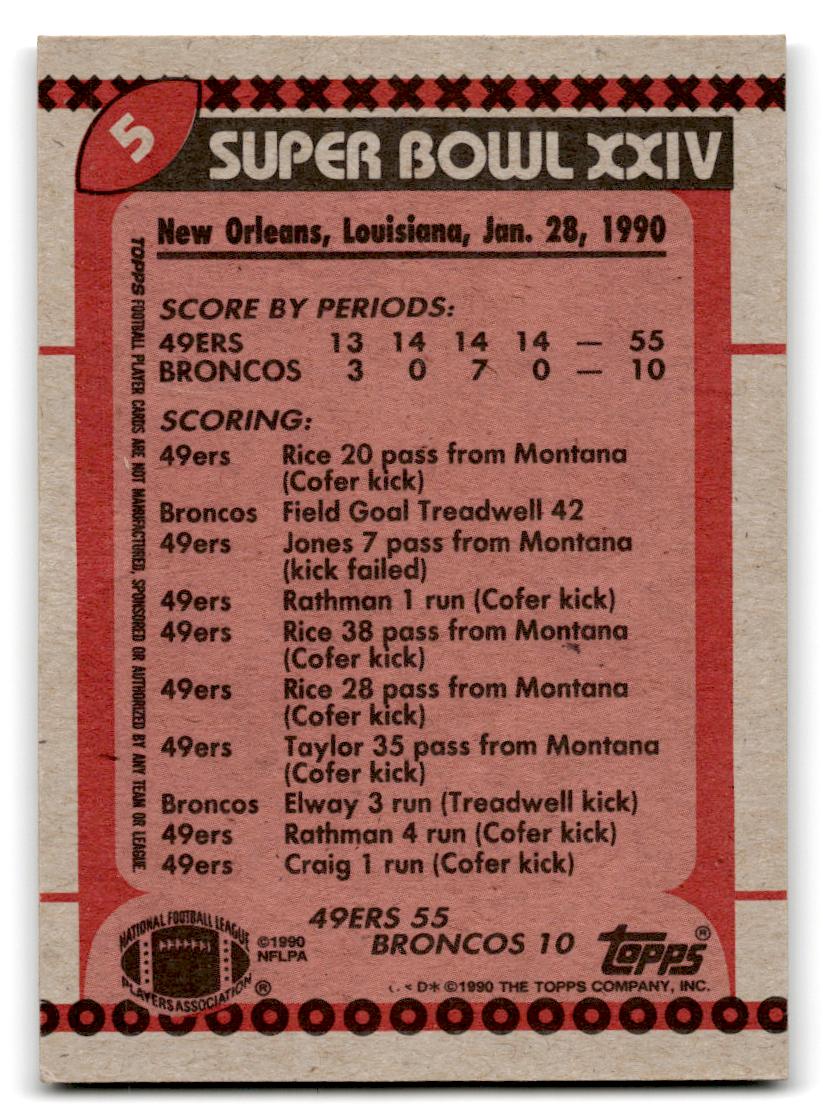 5
SUPER BOWL XXIV
New Orleans, Louisiana, Jan. 28, 1990
SCORE BY PERIODS:
49ERS 13 14 14 14 — 55
BRONCOS 3 0 7 0 — 10
SCORING:
49ers Rice 20 pass from Montana
(Cofer kick)
Broncos Field Goal Treadwell 42
49ers Jones 7 pass from Montana
(kick failed)
49ers Rathman 1 run (Cofer kick)
49ers Rice 38 pass from Montana
(Cofer kick)
49ers Rice 28 pass from Montana
(Cofer kick)
49ers Taylor 35 pass from Montana
(Cofer kick)
Broncos Elway 3 run (Treadwell kick)
49ers Rathman 4 run (Cofer kick)
49ers Craig 1 run (Cofer kick)
TOPPS FOOTBALL PLAYER CARDS ARE NOT MANUFACTURED, SPONSORED OR AUTHORIZED BY ANY TEAM OR LEAGUE.
49ERS 55
BRONCOS 10
NATIONAL FOOTBALL LEAGUE
PLAYERS ASSOCIATION ®
©1990
NFLPA
Topps®
D* ©1990 THE TOPPS COMPANY, INC.